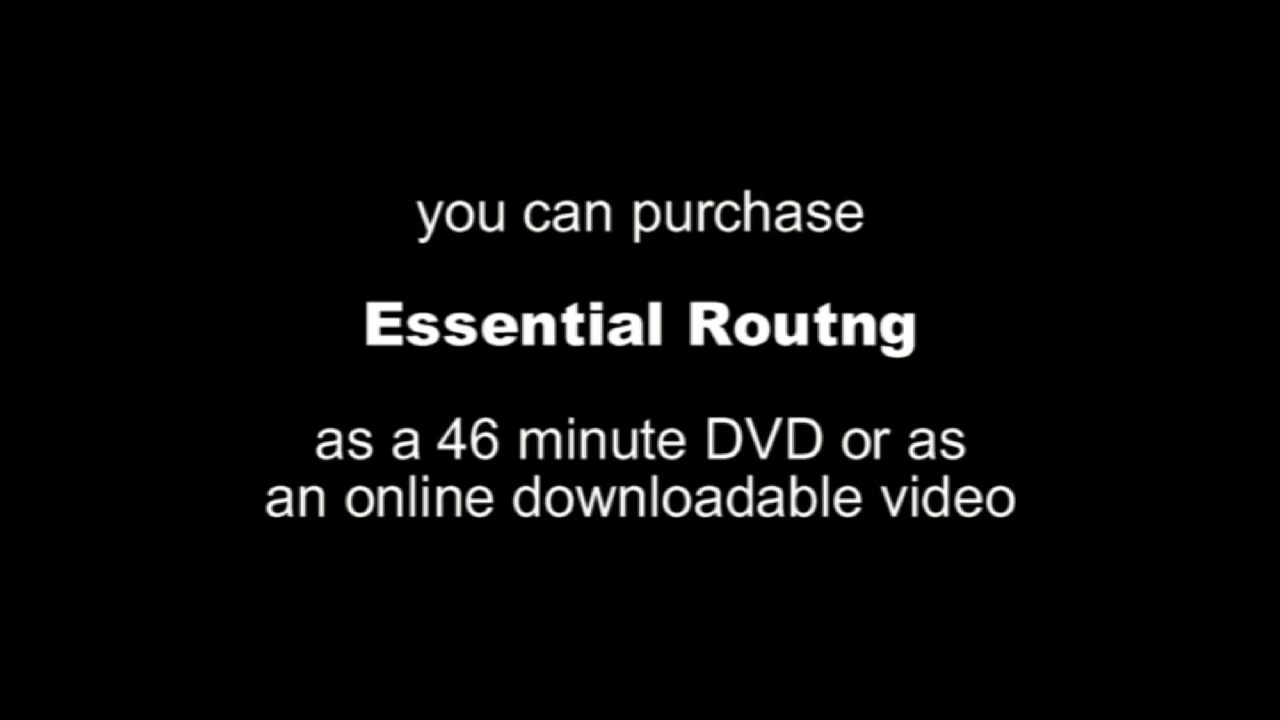 you can purchase
Essential Routng
as a 46 minute DVD or as
an online downloadable video